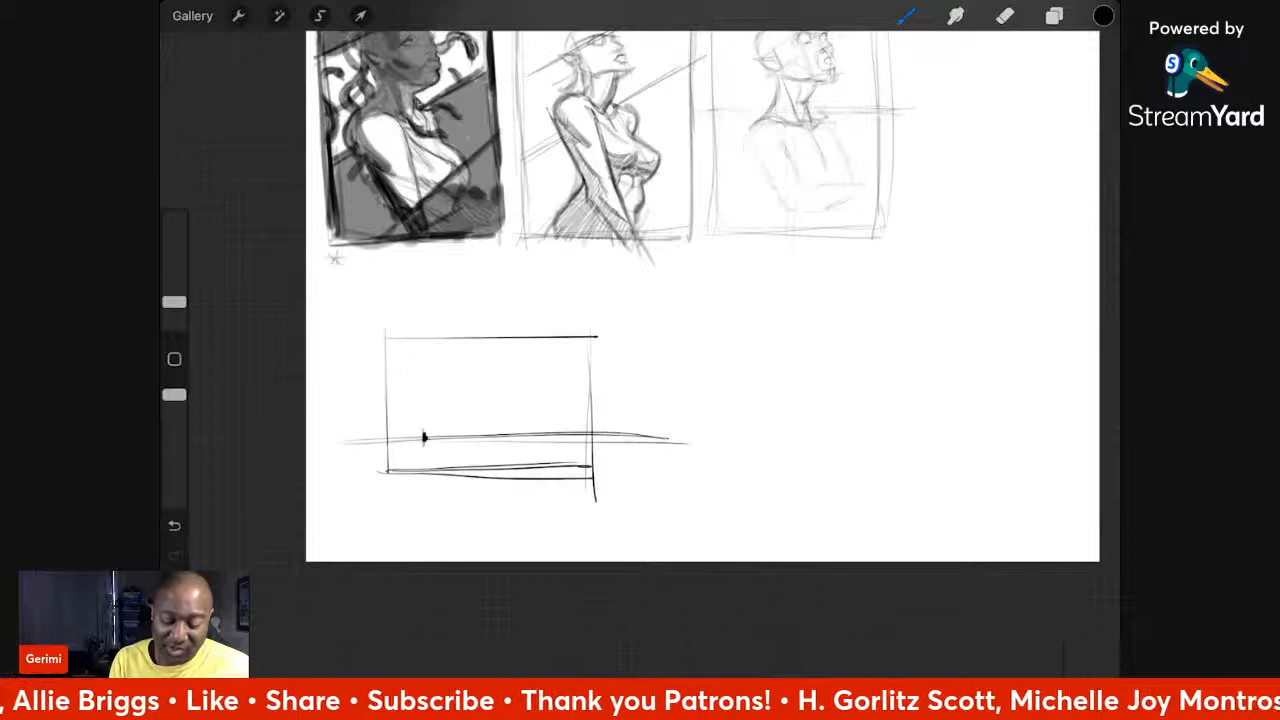 Gallery
Powered by
S
StreamYard
Gerimi
, Allie Briggs • Like • Share • Subscribe • Thank you Patrons! • H. Gorlitz Scott, Michelle Joy Montros